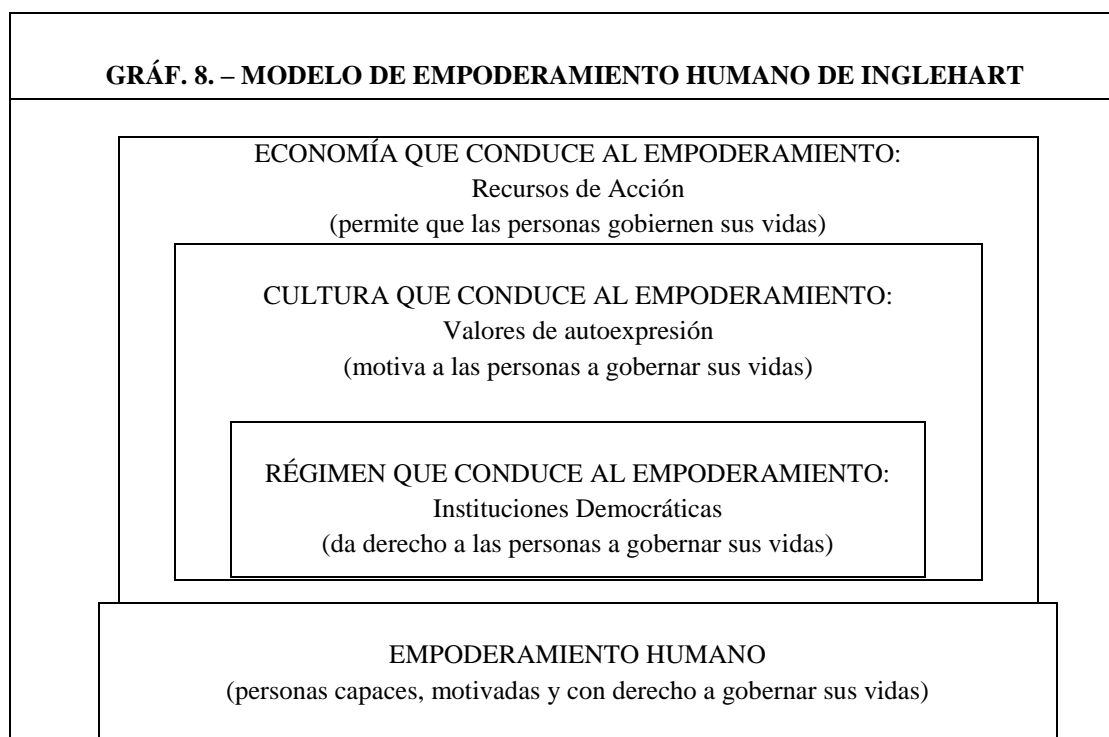 GRÁF. 8. – MODELO DE EMPODERAMIENTO HUMANO DE INGLEHART
ECONOMÍA QUE CONDUCE AL EMPODERAMIENTO:
Recursos de Acción
(permite que las personas gobiernen sus vidas)
CULTURA QUE CONDUCE AL EMPODERAMIENTO:
Valores de autoexpresión
(motiva a las personas a gobernar sus vidas)
RÉGIMEN QUE CONDUCE AL EMPODERAMIENTO:
Instituciones Democráticas
(da derecho a las personas a gobernar sus vidas)
EMPODERAMIENTO HUMANO
(personas capaces, motivadas y con derecho a gobernar sus vidas)